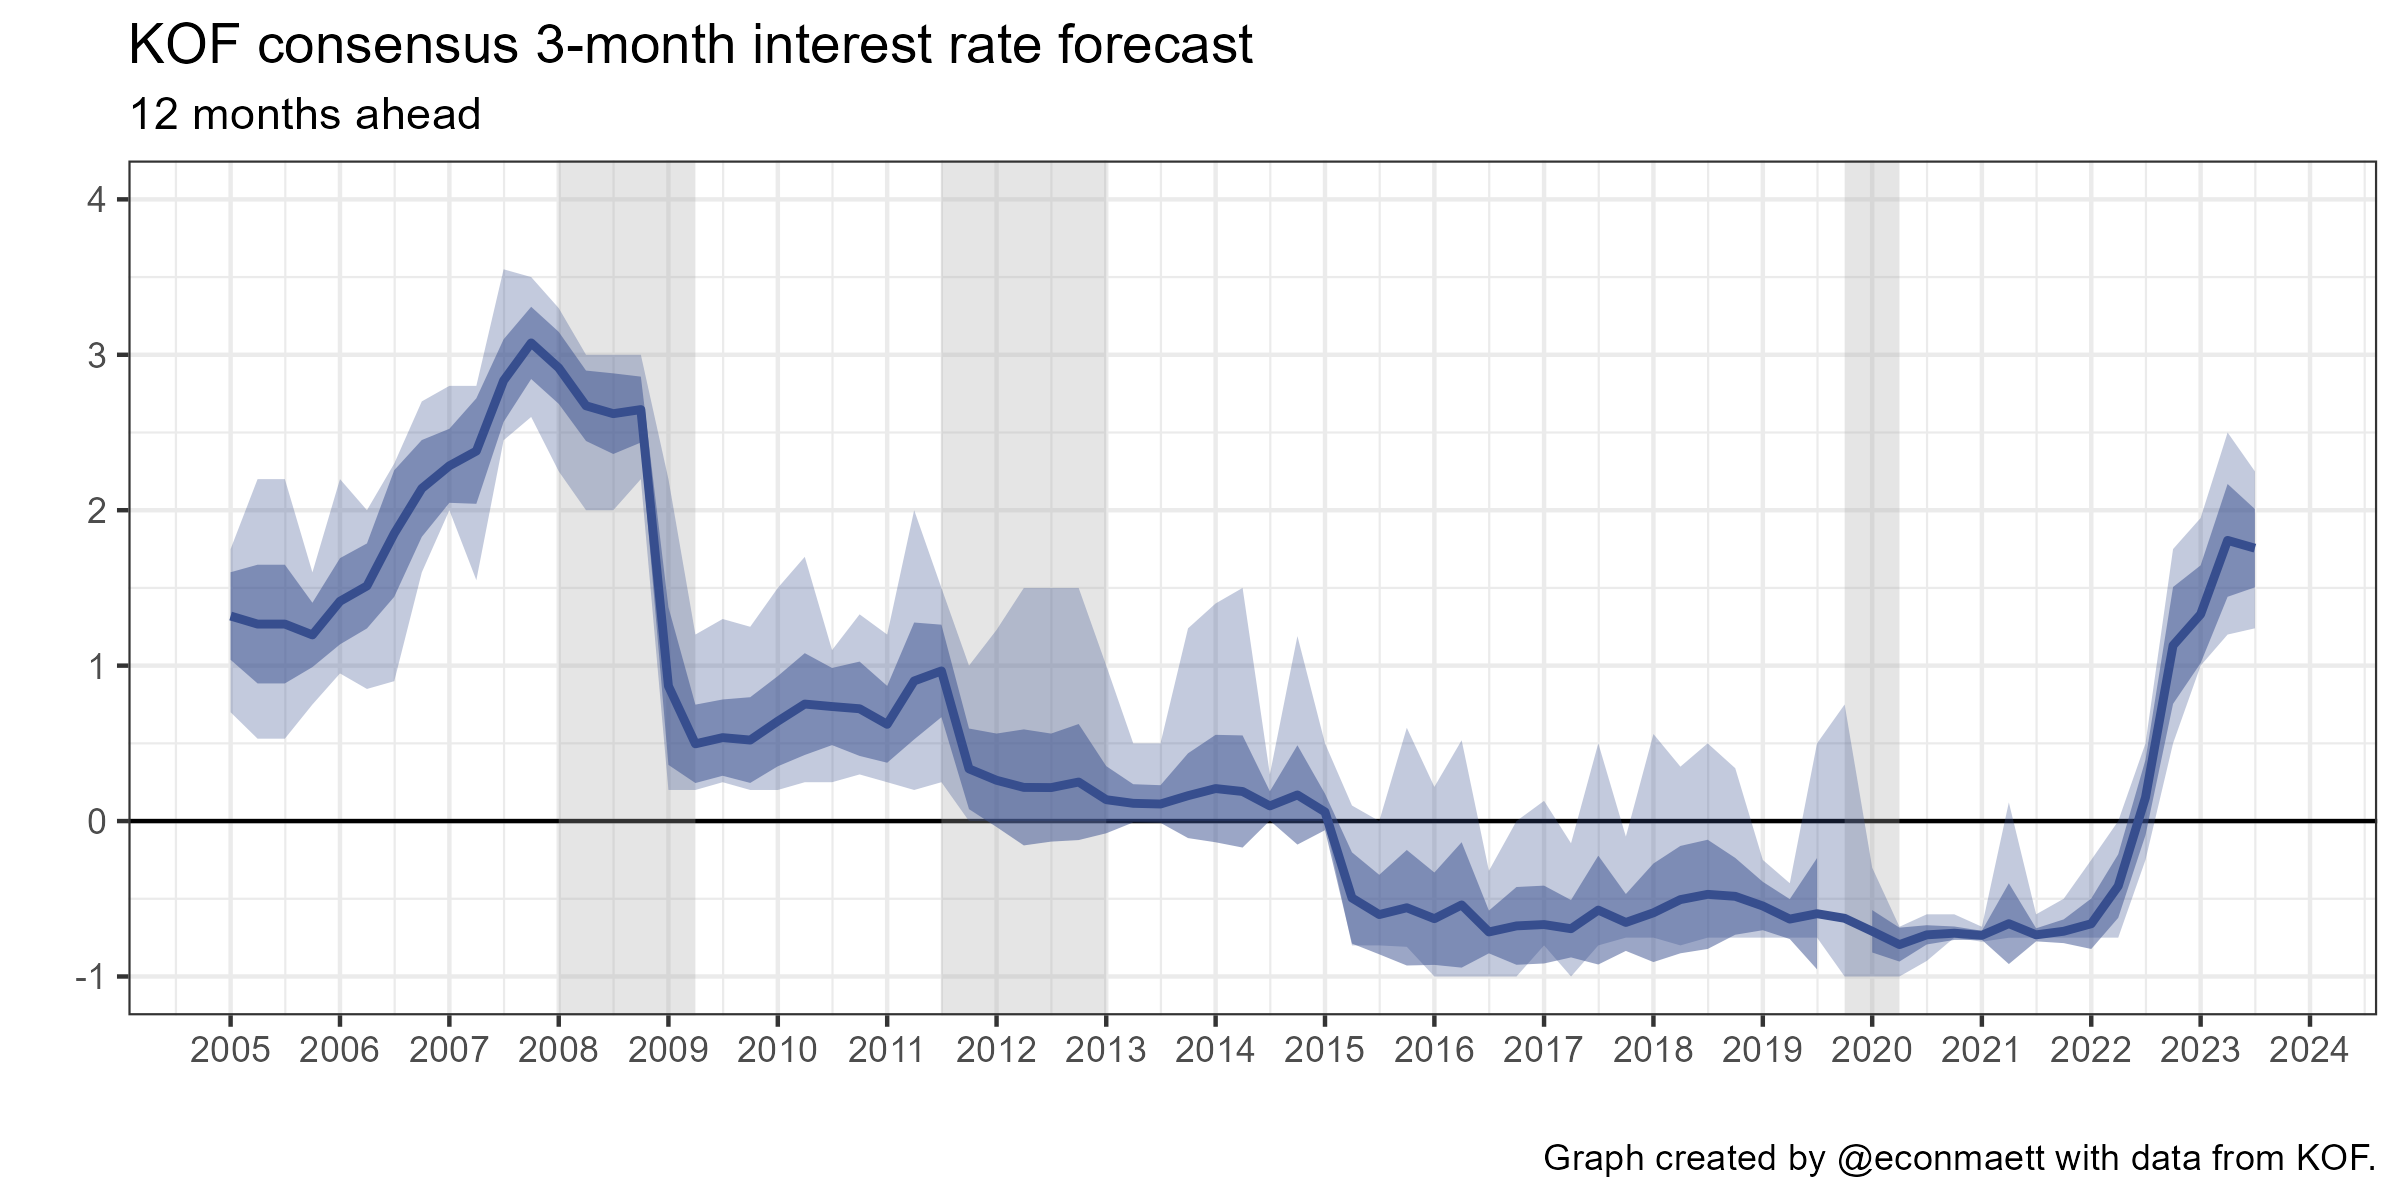 KOF consensus 3-month interest rate forecast
12 months ahead
4
3
2
1
0
-1
2005 2006 2007 2008 2009 2010 2011 2012 2013 2014 2015 2016 2017 2018 2019 2020 2021 2022 2023 2024
Graph created by @econmaett with data from KOF.